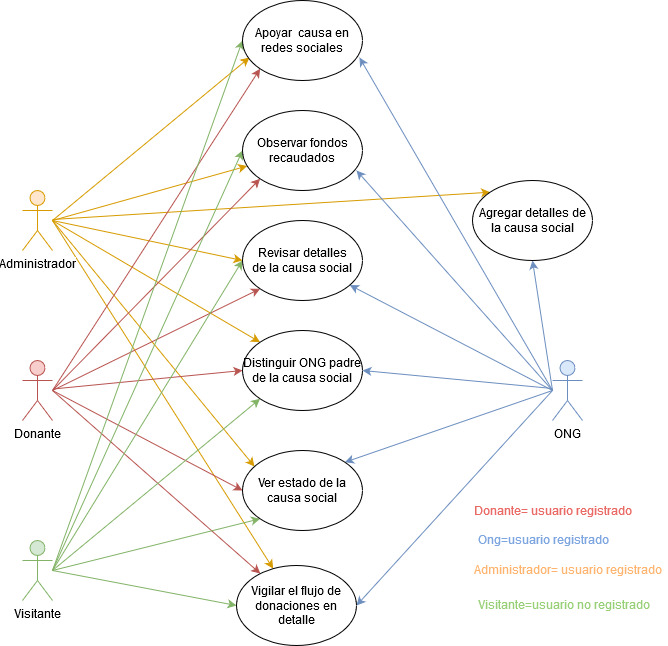 Apoyar causa en
redes sociales
Observar fondos
recaudados
Agregar detalles de
la causa social
Revisar detalles
de la causa social
Administrador
Distinguir ONG padre
de la causa social
Donante
ONG
Ver estado de la
causa social
Donante= usuario registrado
Ong=usuario registrado
Administrador= usuario registrado
Visitante=usuario no registrado
Vigilar el flujo de
donaciones en
detalle
Visitante